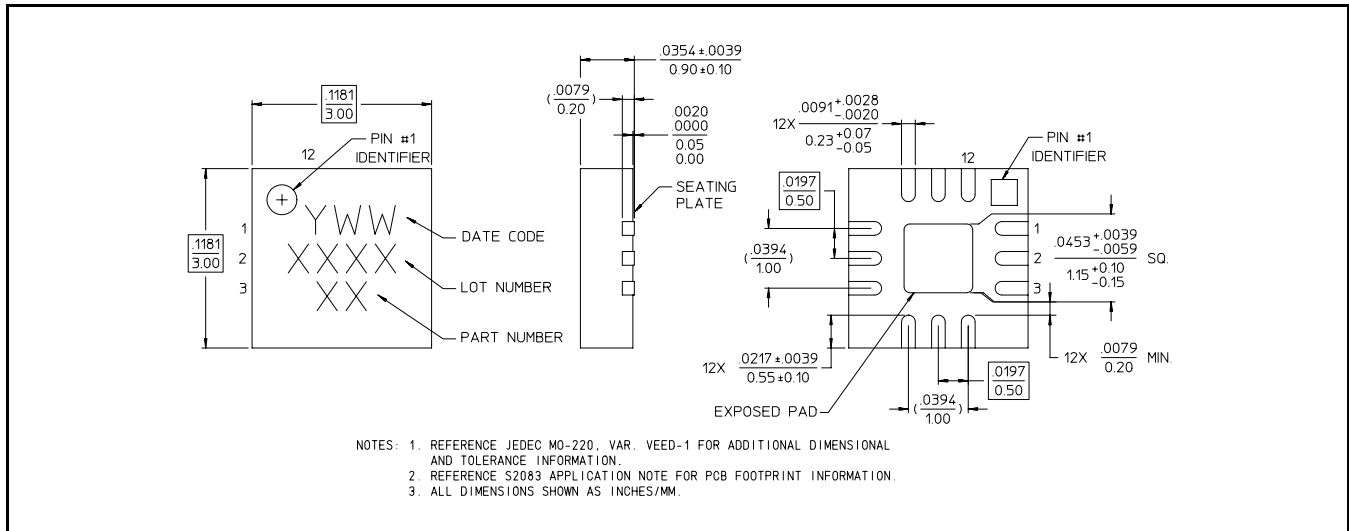 .1181
3.00
12
PIN #1
IDENTIFIER
.1181
3.00
1
2
3
YWW
XXXX
XX
DATE CODE
LOT NUMBER
PART NUMBER
.0354 ±.0039
0.90 ±0.10
(.0079
0.20)
.0020
.0000
0.05
0.00
SEATING
PLATE
12X .0091 +.0028
-.0020
0.23 +0.07
-0.05
12
PIN #1
IDENTIFIER
.0197
0.50
(.0394
1.00)
1
2
3
.0453 +.0039
-.0059
1.15 +0.10
-0.15
SQ.
12X .0217 ±.0039
0.55 ±0.10
12X .0079
0.20 MIN.
.0197
0.50
(.0394
1.00)
EXPOSED PAD
NOTES: 1. REFERENCE JEDEC MO-220, VAR. VEED-1 FOR ADDITIONAL DIMENSIONAL
AND TOLERANCE INFORMATION.
2. REFERENCE S2083 APPLICATION NOTE FOR PCB FOOTPRINT INFORMATION.
3. ALL DIMENSIONS SHOWN AS INCHES/MM.